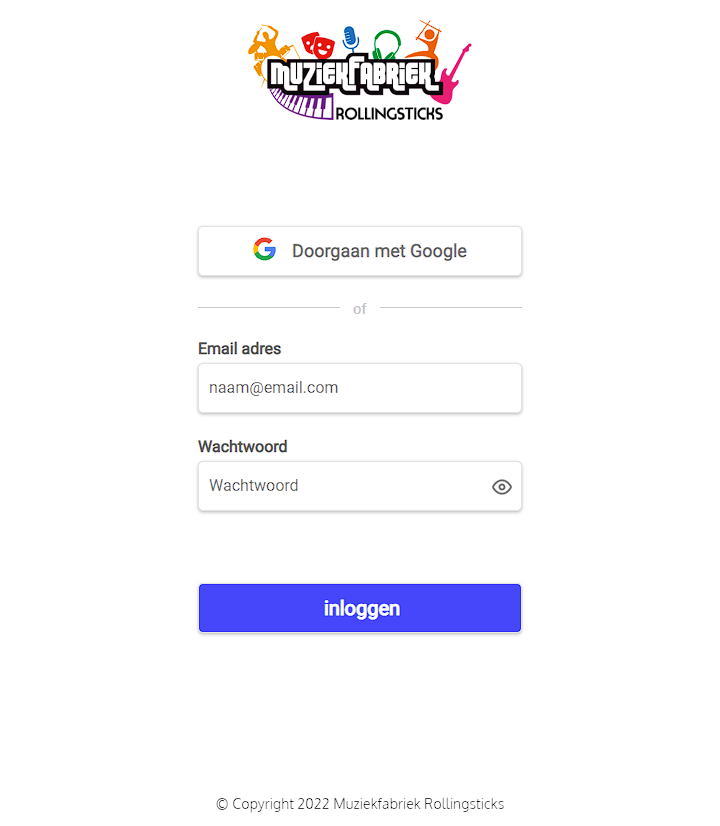 MUZIEKFABRIEK
ROLLINGSTICKS
Doorgaan met Google
of
Email adres
naam@email.com
Wachtwoord
Wachtwoord
inloggen
© Copyright 2022 Muziekfabriek Rollingsticks